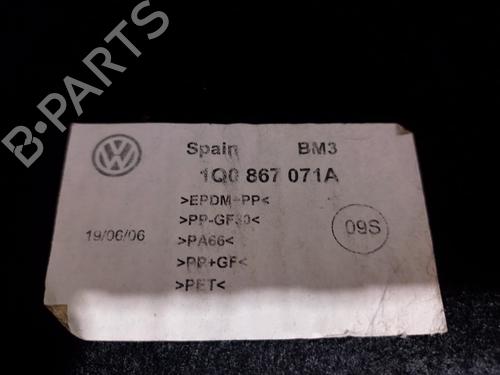 B-PARTS
Spain BM3
1Q0 867 071A
>EPDM-PP<
>PP-GF30<
19/06/06
>PA66<
09S
>PP+GF<
>PET<